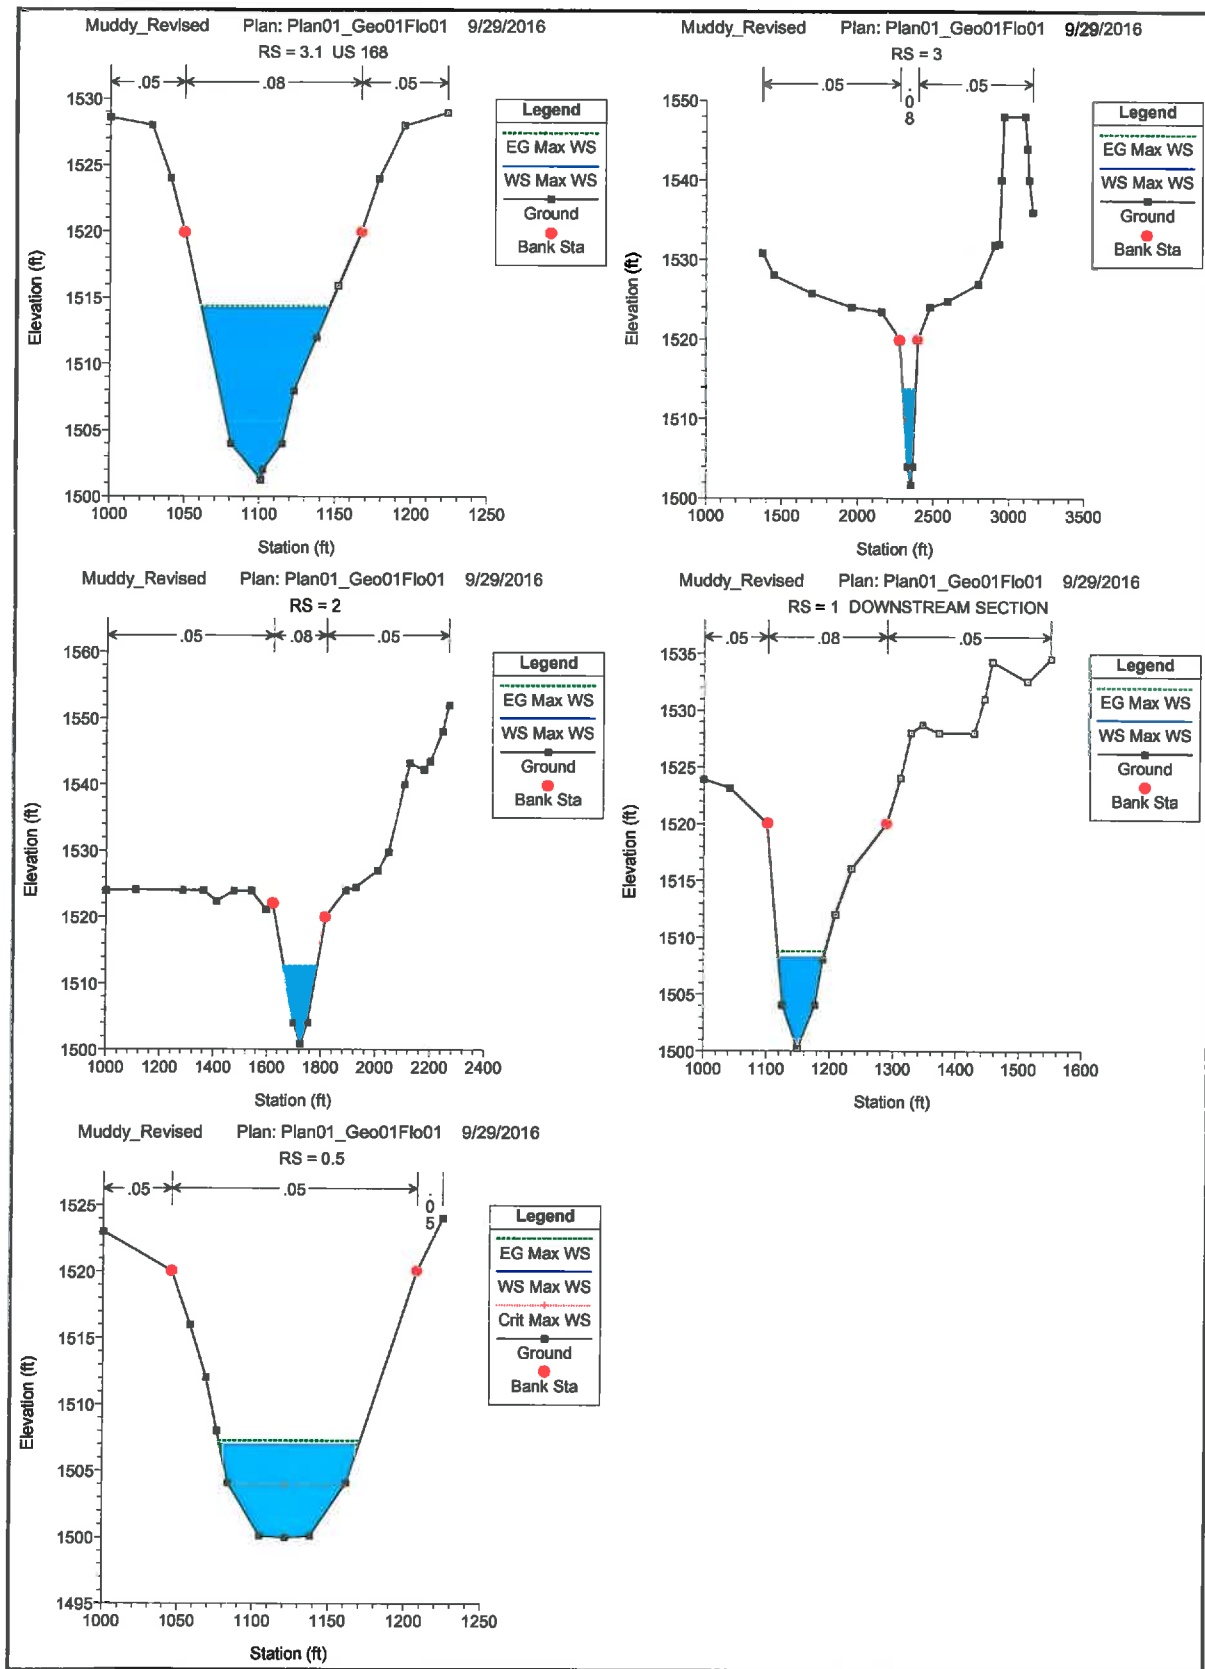 Muddy_Revised Plan: Plan01_Geo01Flo01 9/29/2016
RS = 3.1 US 168
.05 .08 .05
Legend
EG Max WS
WS Max WS
Ground
Bank Sta
1530
1525
1520
1515
1510
1505
1500
Elevation (ft)
1000 1050 1100 1150 1200 1250
Station (ft)
Muddy_Revised Plan: Plan01_Geo01Flo01 9/29/2016
RS = 3
.05 .08 .05
Legend
EG Max WS
WS Max WS
Ground
Bank Sta
1550
1540
1530
1520
1510
1500
Elevation (ft)
1000 1500 2000 2500 3000 3500
Station (ft)
Muddy_Revised Plan: Plan01_Geo01Flo01 9/29/2016
RS = 2
.05 .08 .05
Legend
EG Max WS
WS Max WS
Ground
Bank Sta
1560
1550
1540
1530
1520
1510
1500
Elevation (ft)
1000 1200 1400 1600 1800 2000 2200 2400
Station (ft)
Muddy_Revised Plan: Plan01_Geo01Flo01 9/29/2016
RS = 1 DOWNSTREAM SECTION
.05 .08 .05
Legend
EG Max WS
WS Max WS
Ground
Bank Sta
1535
1530
1525
1520
1515
1510
1505
1500
Elevation (ft)
1000 1100 1200 1300 1400 1500 1600
Station (ft)
Muddy_Revised Plan: Plan01_Geo01Flo01 9/29/2016
RS = 0.5
.05 .05 .05
Legend
EG Max WS
WS Max WS
Crit Max WS
Ground
Bank Sta
1525
1520
1515
1510
1505
1500
1495
Elevation (ft)
1000 1050 1100 1150 1200 1250
Station (ft)